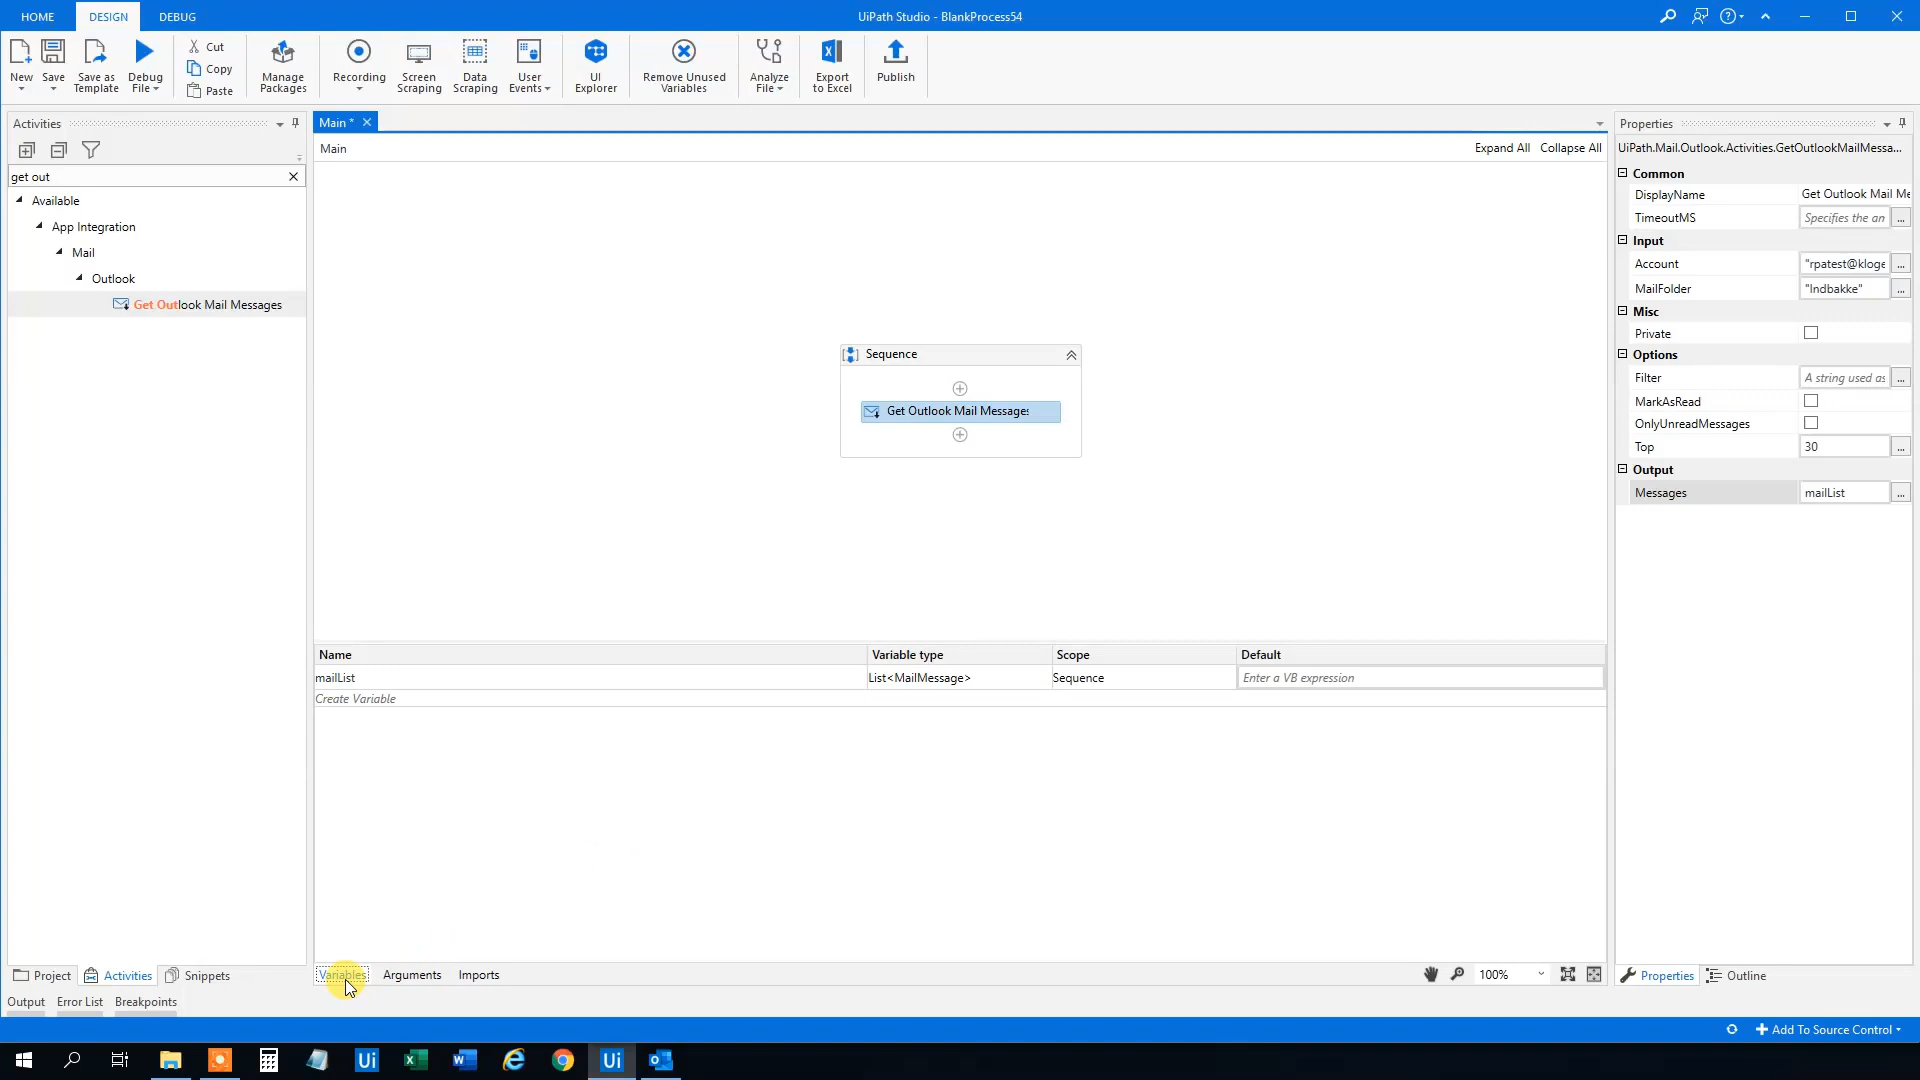 HOME DESIGN DEBUG UiPath Studio - BlankProcess54
New Save Save as Template Debug File Cut Copy Paste Manage Packages Recording Screen Scraping Data Scraping User Events UI Explorer Remove Unused Variables Analyze File Export to Excel Publish
Activities Main * Properties
Main Expand All Collapse All UiPath.Mail.Outlook.Activities.GetOutlookMailMessa...
get out Common
DisplayName Get Outlook Mail Me
Available TimeoutMS Specifies the an ...
App Integration Input
Mail Account "rpatest@kloge ...
Outlook MailFolder "Indbakke" ...
Get Outlook Mail Messages Misc
Private
Sequence Options
Filter A string used as ...
Get Outlook Mail Messages MarkAsRead
OnlyUnreadMessages
Top 30 ...
Output
Messages mailList ...
Name Variable type Scope Default
mailList List<MailMessage> Sequence Enter a VB expression
Create Variable
Project Activities Snippets Variables Arguments Imports 100% Properties Outline
Output Error List Breakpoints
Add To Source Control
Ui Ui